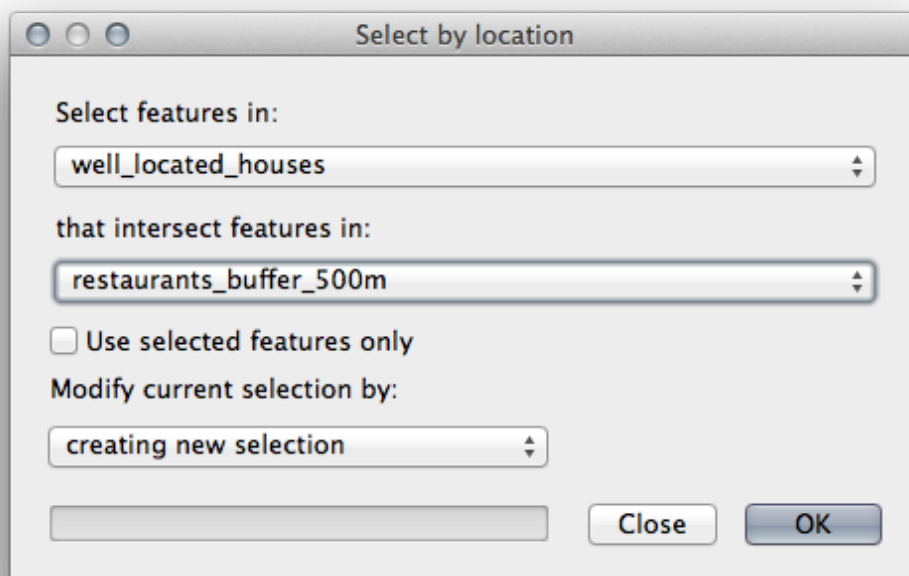 Select by location
Select features in:
well_located_houses
that intersect features in:
restaurants_buffer_500m
Use selected features only
Modify current selection by:
creating new selection
Close OK